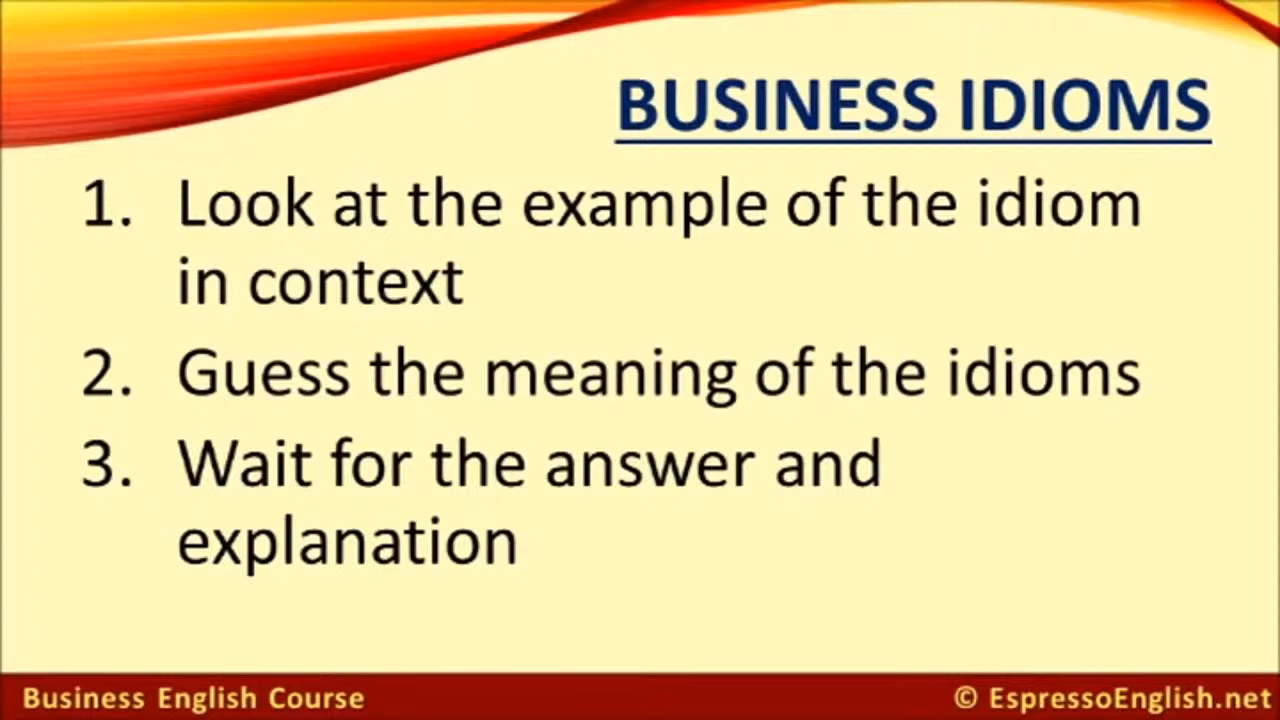 BUSINESS IDIOMS
1. Look at the example of the idiom
in context
2. Guess the meaning of the idioms
3. Wait for the answer and
explanation
Business English Course
© EspressoEnglish.net